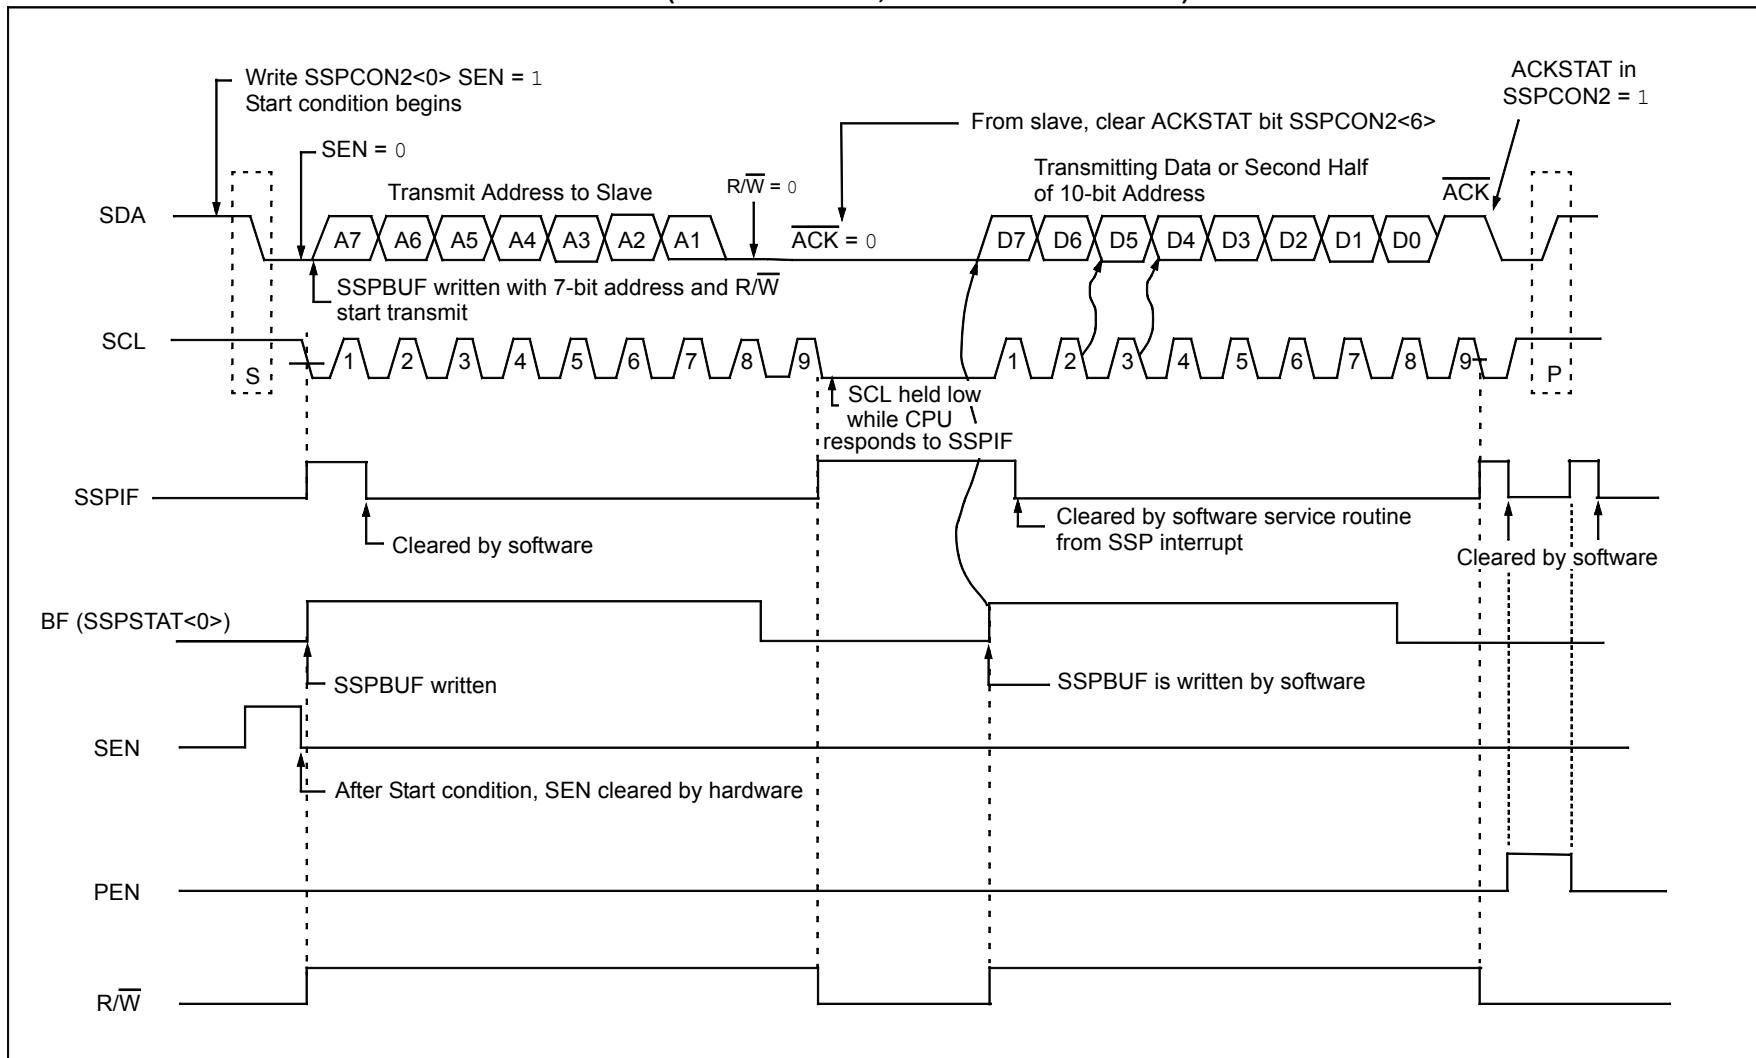 Write SSPCON2<0> SEN = 1
Start condition begins
ACKSTAT in
SSPCON2 = 1
From slave, clear ACKSTAT bit SSPCON2<6>
SEN = 0
Transmit Address to Slave
R/W̅ = 0
Transmitting Data or Second Half
of 10-bit Address
A̅C̅K̅
SDA
A7 A6 A5 A4 A3 A2 A1
A̅C̅K̅ = 0
D7 D6 D5 D4 D3 D2 D1 D0
SSPBUF written with 7-bit address and R/W̅
start transmit
SCL
S
1 2 3 4 5 6 7 8 9
1 2 3 4 5 6 7 8 9
P
SCL held low
while CPU
responds to SSPIF
SSPIF
Cleared by software
Cleared by software service routine
from SSP interrupt
Cleared by software
BF (SSPSTAT<0>)
SSPBUF written
SSPBUF is written by software
SEN
After Start condition, SEN cleared by hardware
PEN
R/W̅